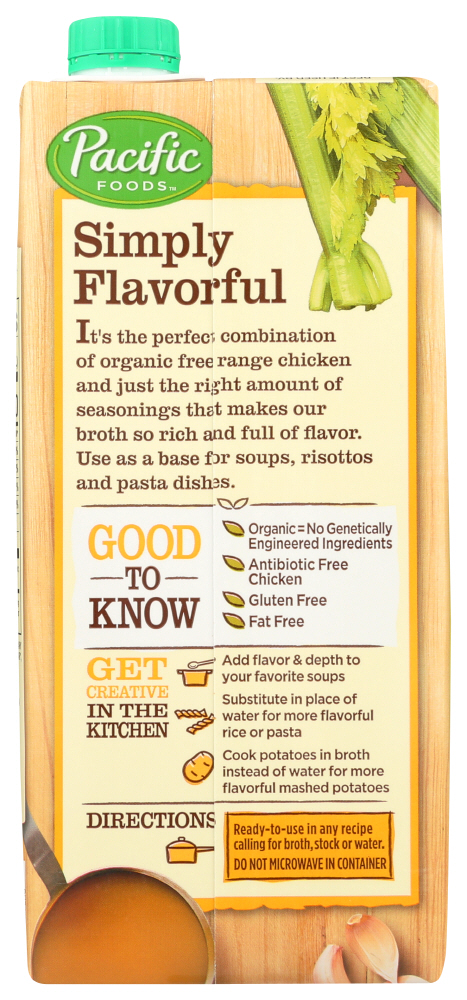 Pacific
FOODS™
Simply
Flavorful
It's the perfect combination
of organic free range chicken
and just the right amount of
seasonings that makes our
broth so rich and full of flavor.
Use as a base for soups, risottos
and pasta dishes.
GOOD
TO
KNOW
Organic=No Genetically
Engineered Ingredients
Antibiotic Free
Chicken
Gluten Free
Fat Free
GET
CREATIVE
IN THE
KITCHEN
Add flavor & depth to
your favorite soups
Substitute in place of
water for more flavorful
rice or pasta
Cook potatoes in broth
instead of water for more
flavorful mashed potatoes
DIRECTIONS
Ready-to-use in any recipe
calling for broth, stock or water.
DO NOT MICROWAVE IN CONTAINER